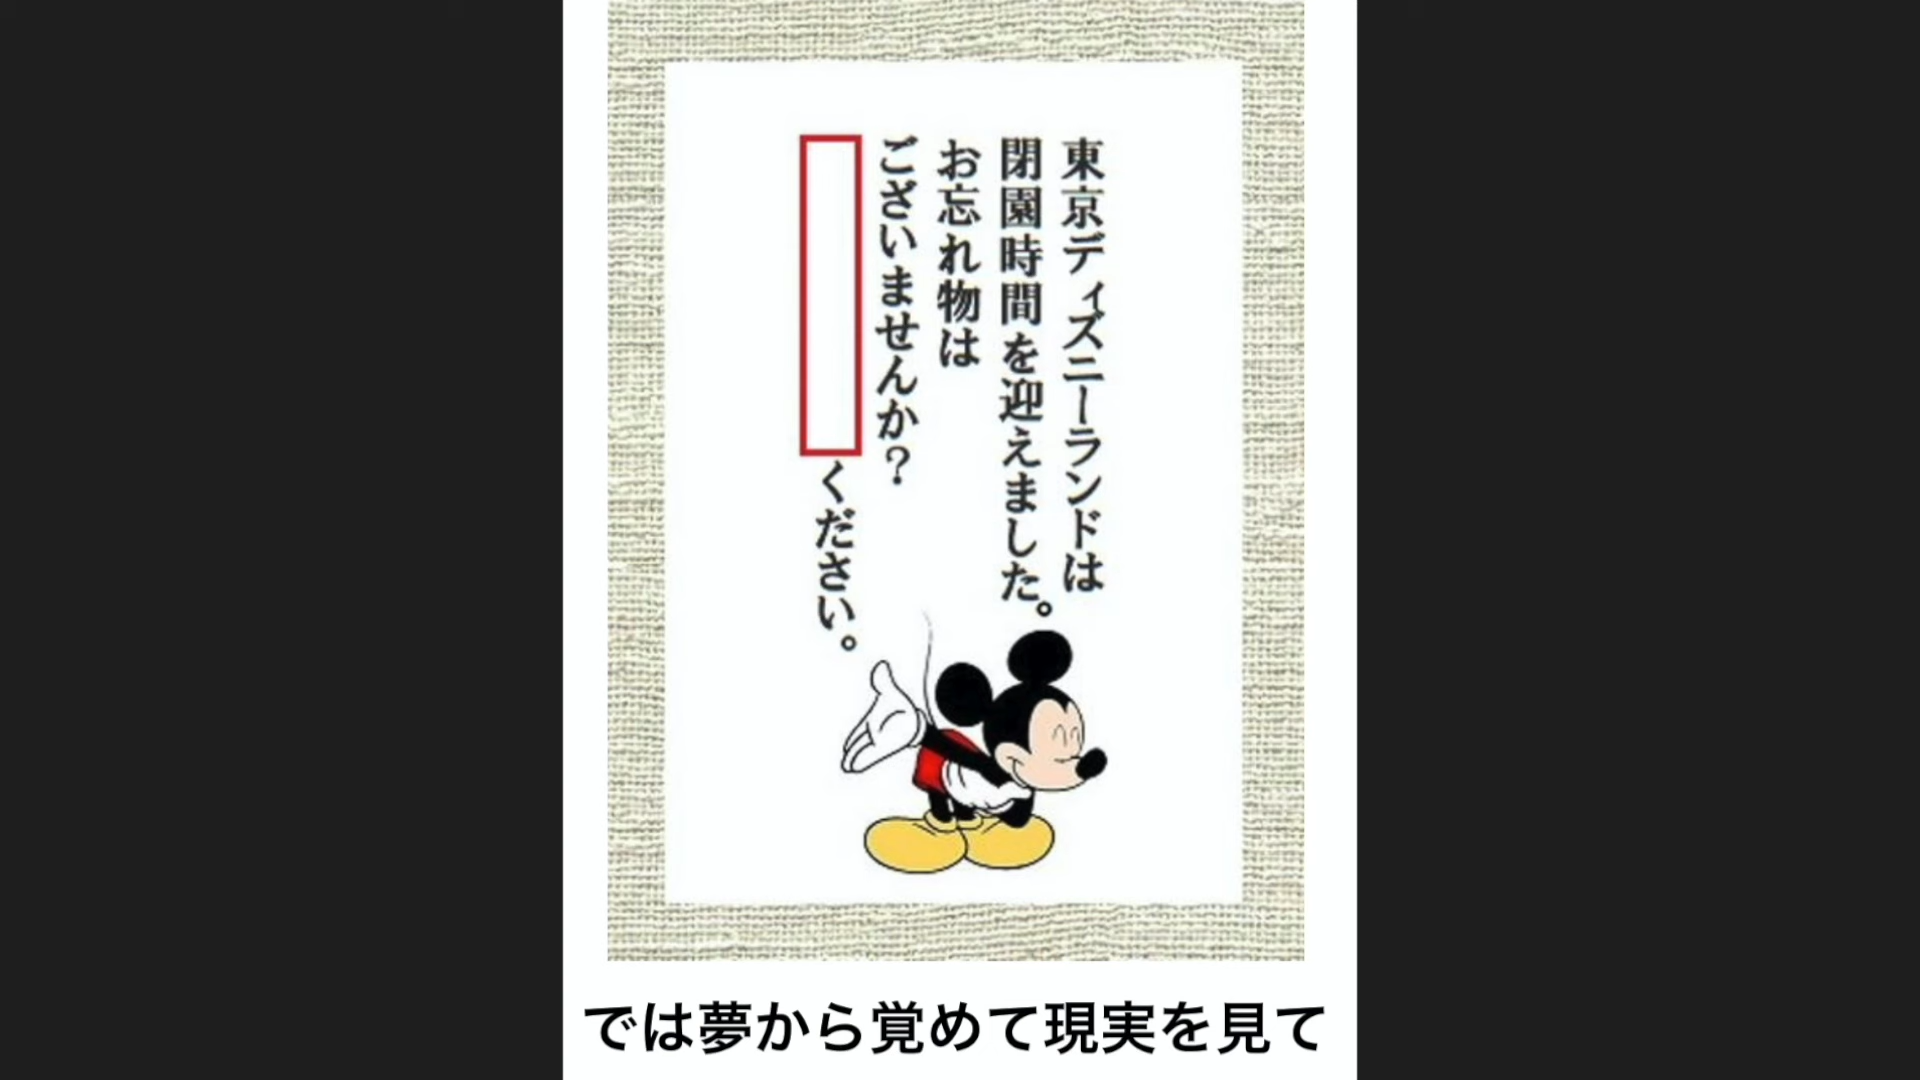 東京ディズニーランドは
閉園時間を迎えました。
お忘れ物は
ございませんか？
ください。
では夢から覚めて現実を見て